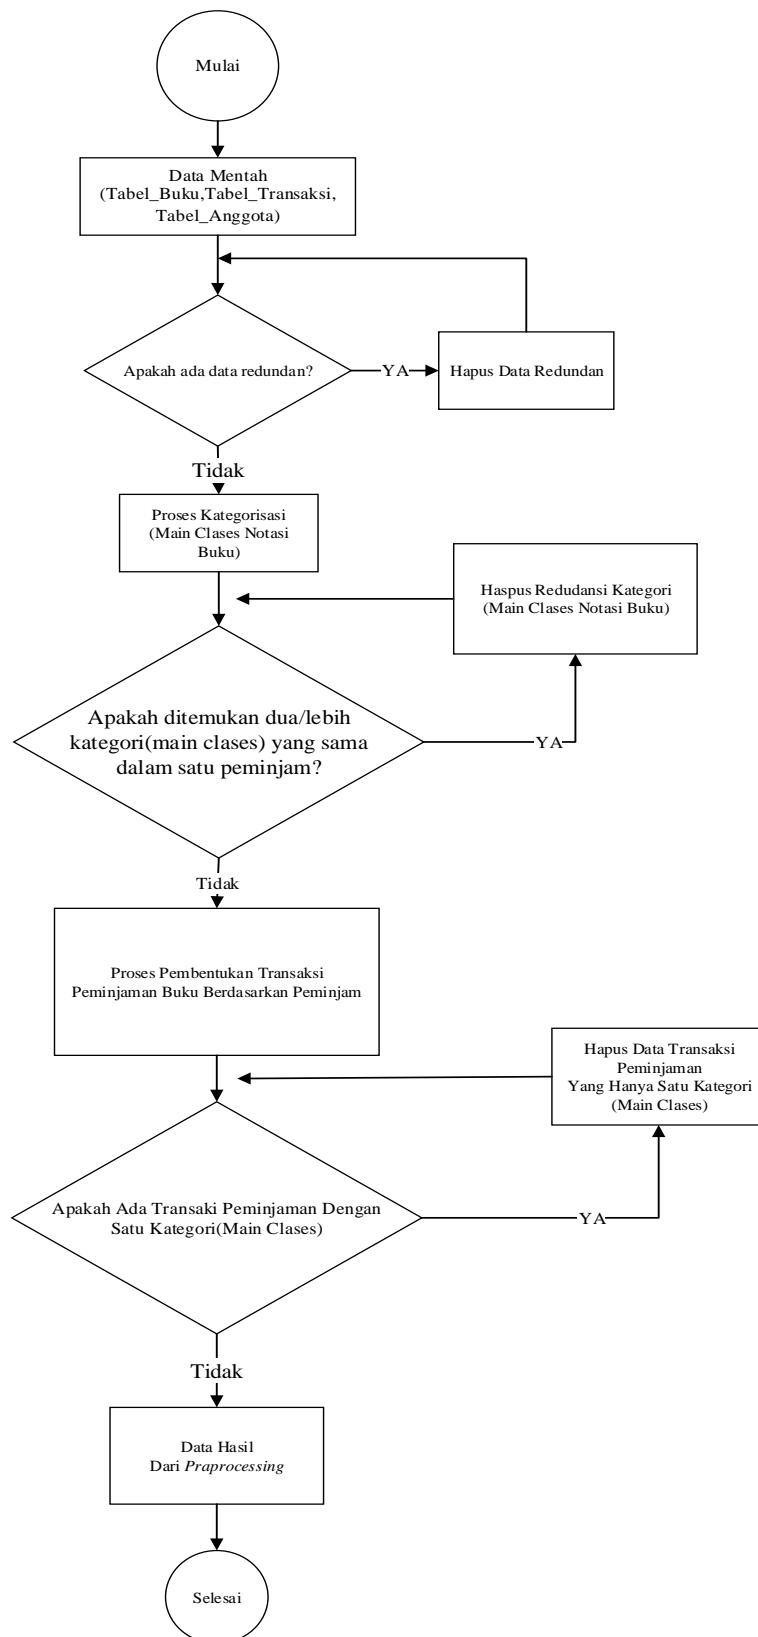 Mulai
Data Mentah
(Tabel_Buku,Tabel_Transaksi,
Tabel_Anggota)
Apakah ada data redundan?
YA
Hapus Data Redundan
Tidak
Proses Kategorisasi
(Main Clases Notasi
Buku)
Haspus Redudansi Kategori
(Main Clases Notasi Buku)
Apakah ditemukan dua/lebih
kategori(main clases) yang sama
dalam satu peminjam?
YA
Tidak
Proses Pembentukan Transaksi
Peminjaman Buku Berdasarkan Peminjam
Hapus Data Transaksi
Peminjaman
Yang Hanya Satu Kategori
(Main Clases)
Apakah Ada Transaki Peminjaman Dengan
Satu Kategori(Main Clases)
YA
Tidak
Data Hasil
Dari Praprocessing
Selesai